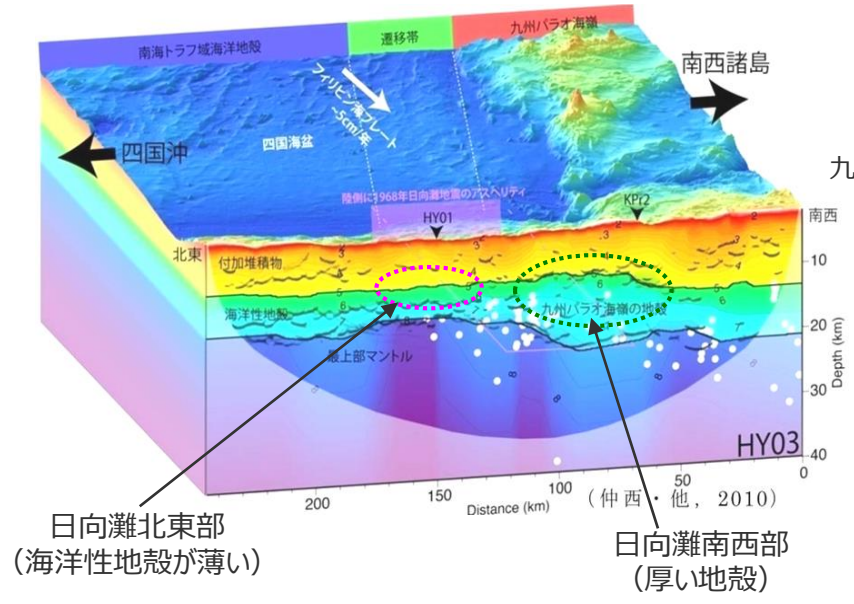 南海トラフ域海洋地殻
遷移帯
九州パラオ海嶺
南西諸島
フィリピン海プレート
~5cm/年
四国沖
四国海盆
九
陸側に1968年日向灘地震のアスペリティ
HY01
KPr2
南西
北東
付加堆積物
海洋性地殻
九州パラオ海嶺の地殻
最上部マントル
10
20
30
40
Depth (km)
HY03
200
150
100
50
0
Distance (km)
(仲西・他, 2010)
日向灘北東部
(海洋性地殻が薄い)
日向灘南西部
(厚い地殻)